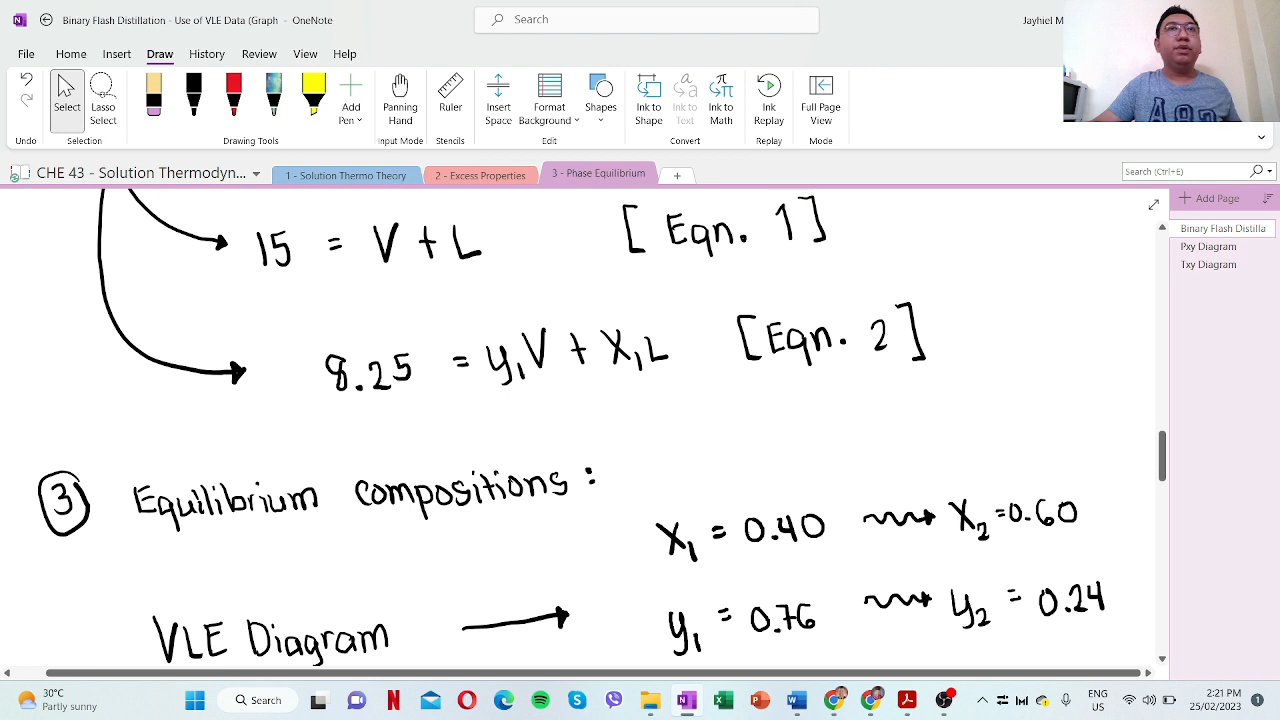 Binary Flash Distillation - Use of VLE Data (Graph - OneNote
Search
Jayhiel M
File Home Insert Draw History Review View Help
Undo
Select
Lasso Select
Add Pen
Panning Hand
Ruler
Insert Space
Format Background
Shapes
Ink to Shape
Ink to Text
Ink to Math
Ink Replay
Full Page View
Selection Drawing Tools Input Mode Stencils Edit Convert Replay Mode
CHE 43 - Solution Thermodyn...
1 - Solution Thermo Theory
2 - Excess Properties
3 - Phase Equilibrium
+
Search (Ctrl+E)
Add Page
Binary Flash Distilla
Pxy Diagram
Txy Diagram
15 = V + L [Eqn. 1]
8.25 = y₁V + x₁L [Eqn. 2]
③ Equilibrium compositions:
x₁ = 0.40 x₂ = 0.60
VLE Diagram y₁ = 0.76 y₂ = 0.24
30°C
Partly sunny
Search
ENG
US
2:21 PM
25/02/2023
1